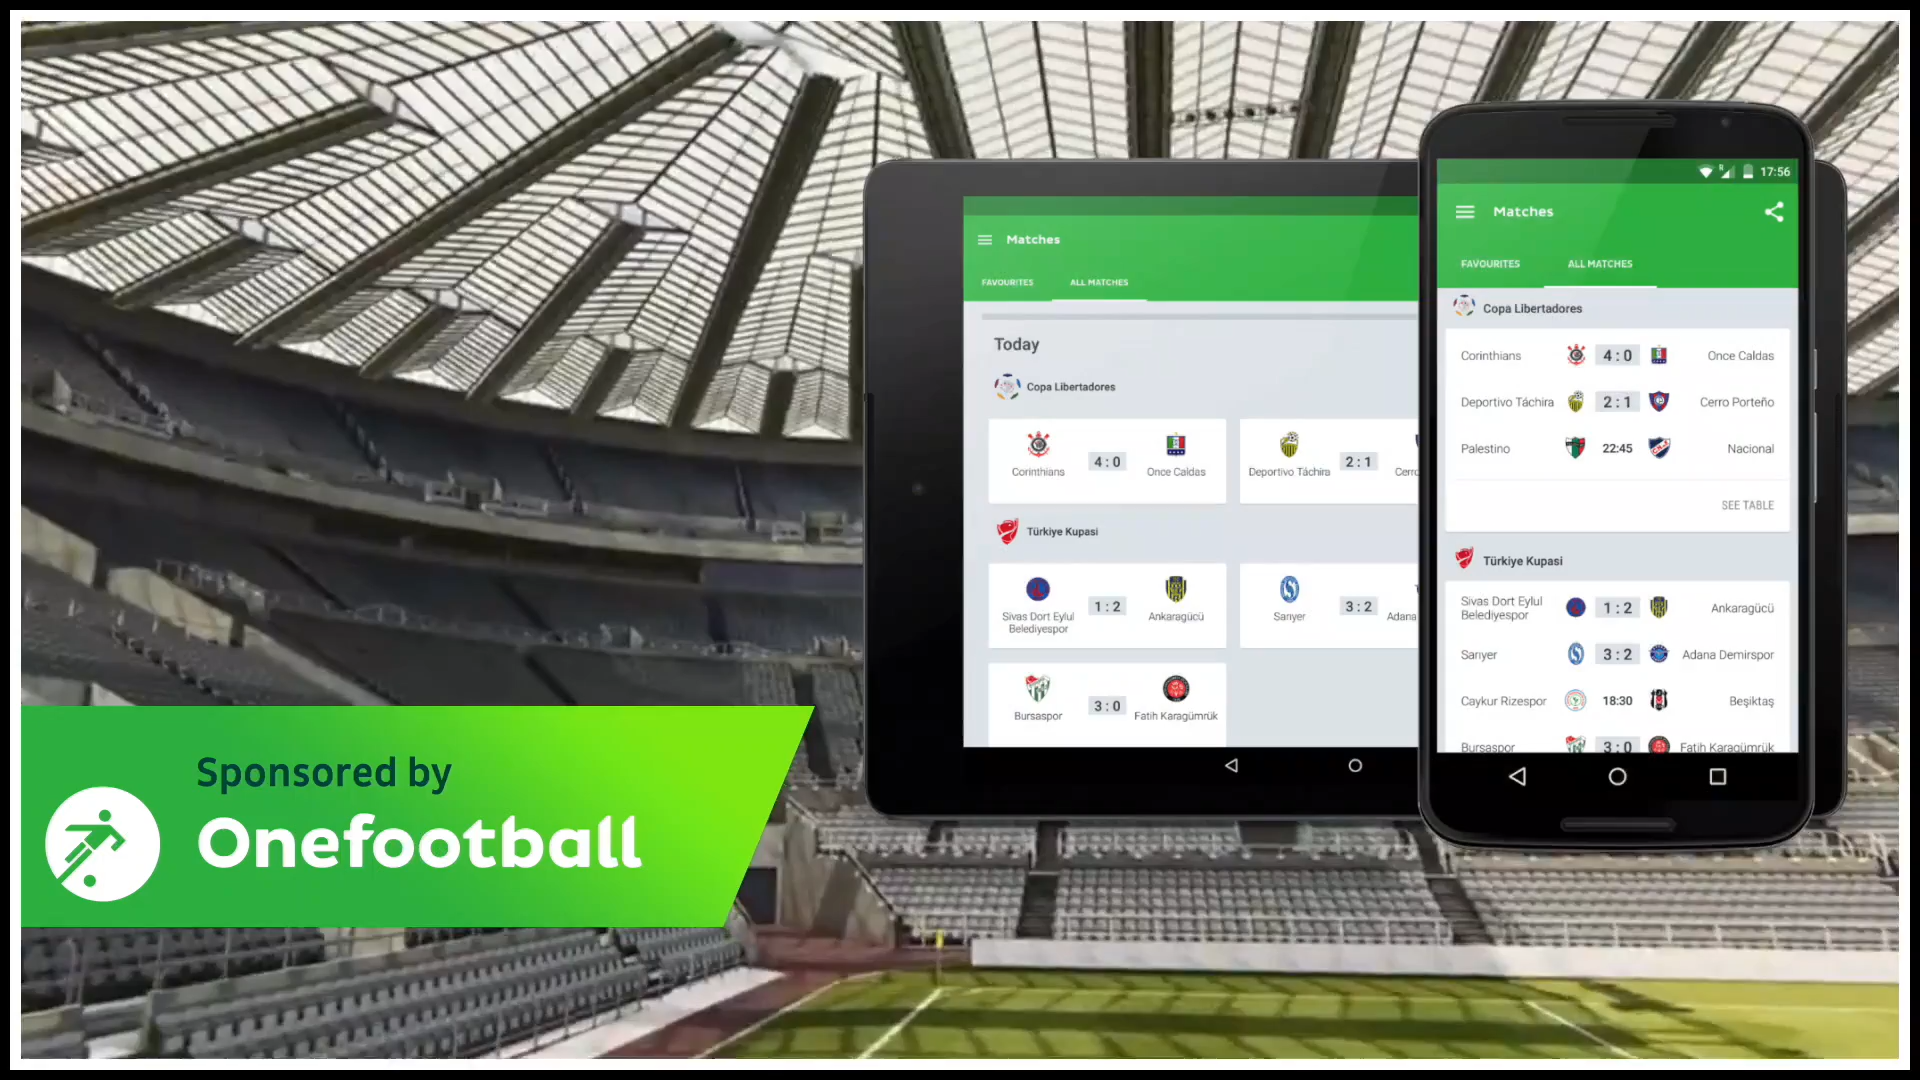 Matches
FAVOURITES ALL MATCHES
Today
Copa Libertadores
Corinthians 4:0 Once Caldas
Deportivo Táchira 2:1 Cerro
Türkiye Kupasi
Sivas Dort Eylul
Belediyespor 1:2 Ankaragücü
Sarıyer 3:2 Adana
Bursaspor 3:0 Fatih Karagümrük
17:56
Matches
FAVOURITES ALL MATCHES
Copa Libertadores
Corinthians 4:0 Once Caldas
Deportivo Táchira 2:1 Cerro Porteño
Palestino 22:45 Nacional
SEE TABLE
Türkiye Kupasi
Sivas Dort Eylul
Belediyespor 1:2 Ankaragücü
Sarıyer 3:2 Adana Demirspor
Caykur Rizespor 18:30 Beşiktaş
Bursaspor 3:0 Fatih Karagümrük
Sponsored by
Onefootball